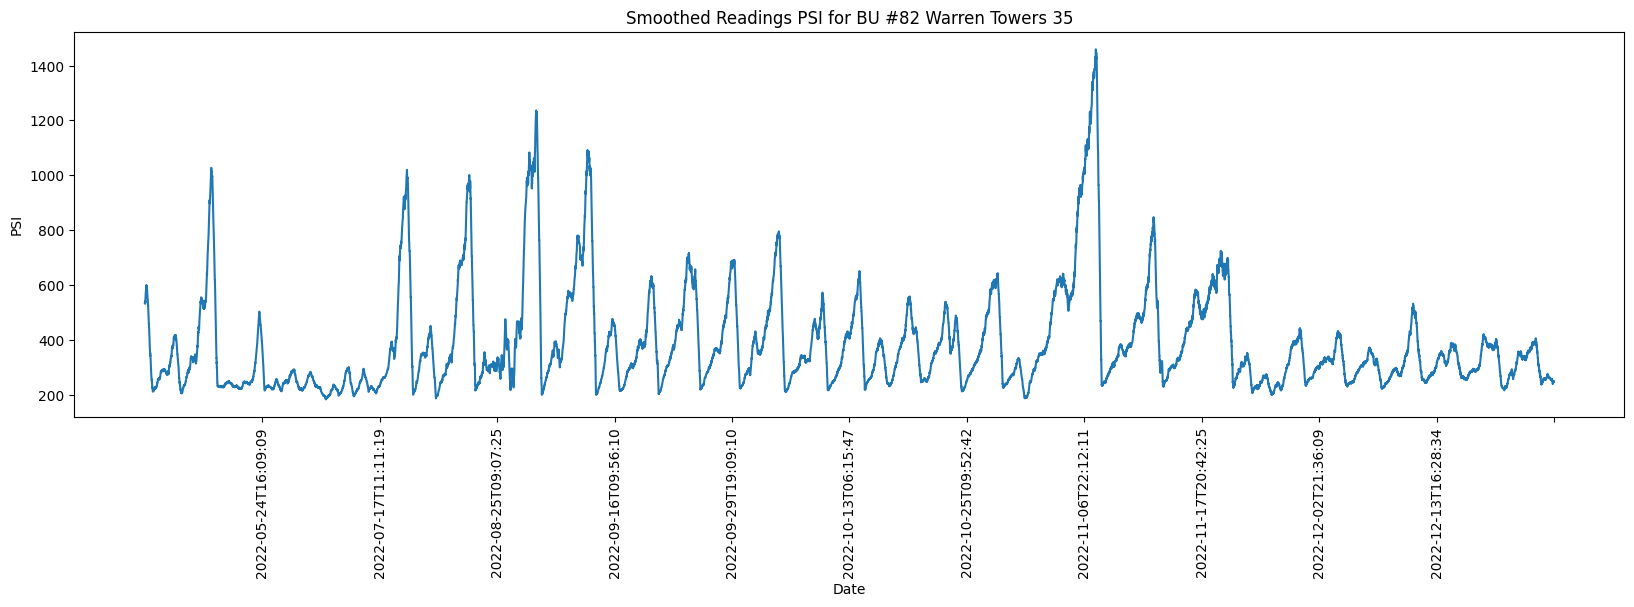 Smoothed Readings PSI for BU #82 Warren Towers 35
PSI
1400
1200
1000
800
600
400
200
2022-05-24T16:09:09
2022-07-17T11:11:19
2022-08-25T09:07:25
2022-09-16T09:56:10
2022-09-29T19:09:10
2022-10-13T06:15:47
2022-10-25T09:52:42
2022-11-06T22:12:11
2022-11-17T20:42:25
2022-12-02T21:36:09
2022-12-13T16:28:34
Date